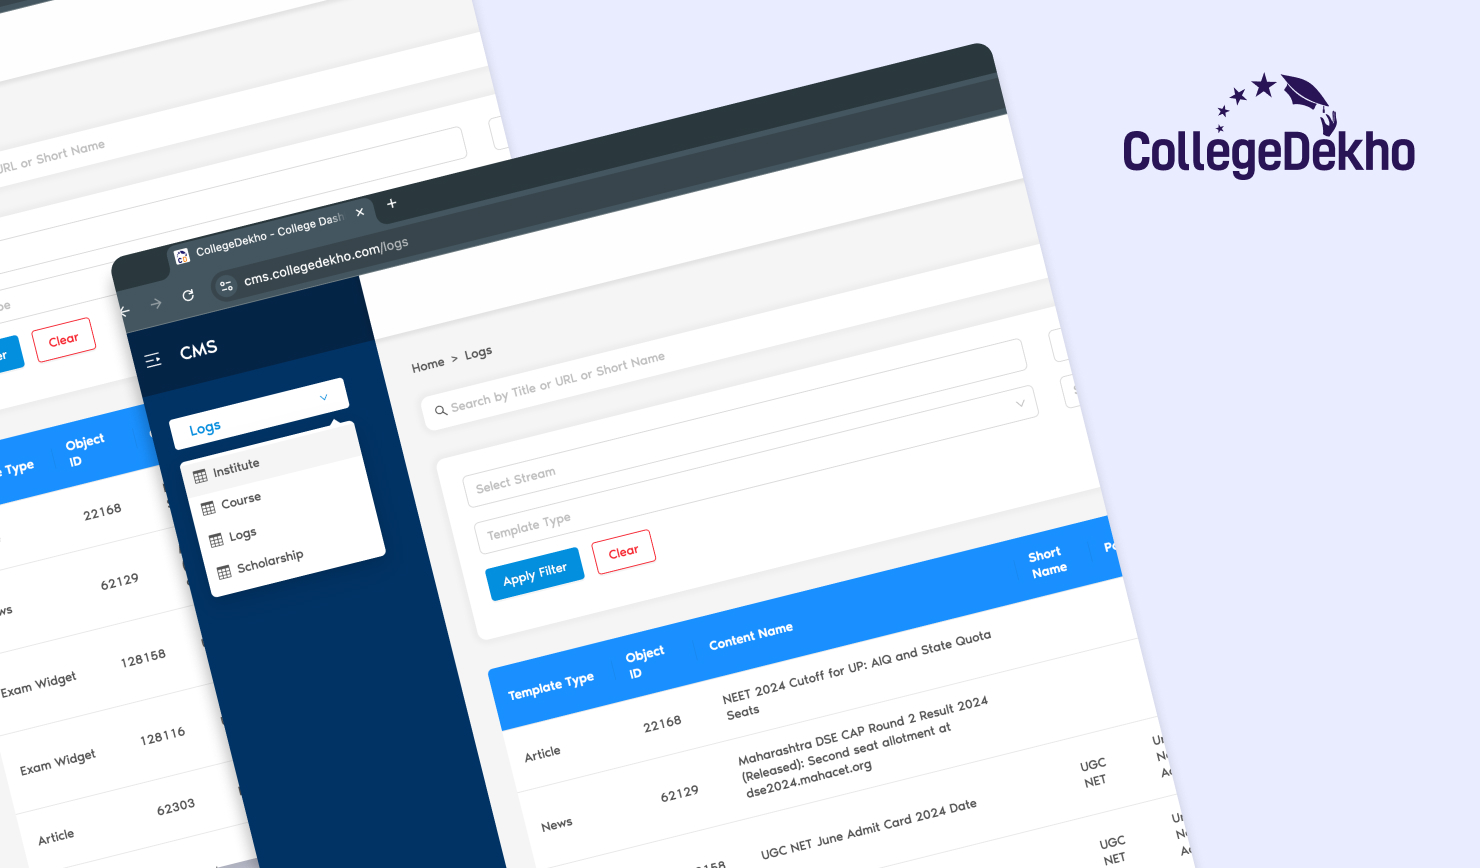 CollegeDekho
URL or Short Name
Clear
Type
Object
ID
22168
62129
Exam Widget
128158
Exam Widget
128116
Article
62303
CollegeDekho - College Dash
cms.collegedekho.com/logs
CMS
Logs
Institute
Course
Logs
Scholarship
Home > Logs
Search by Title or URL or Short Name
Select Stream
Template Type
Apply Filter
Clear
Template Type
Object
ID
Content Name
Short
Name
Article
22168
NEET 2024 Cutoff for UP: AIQ and State Quota
Seats
News
62129
Maharashtra DSE CAP Round 2 Result 2024
(Released): Second seat allotment at
dse2024.mahacet.org
UGC NET June Admit Card 2024 Date
UGC
NET
UGC
NET